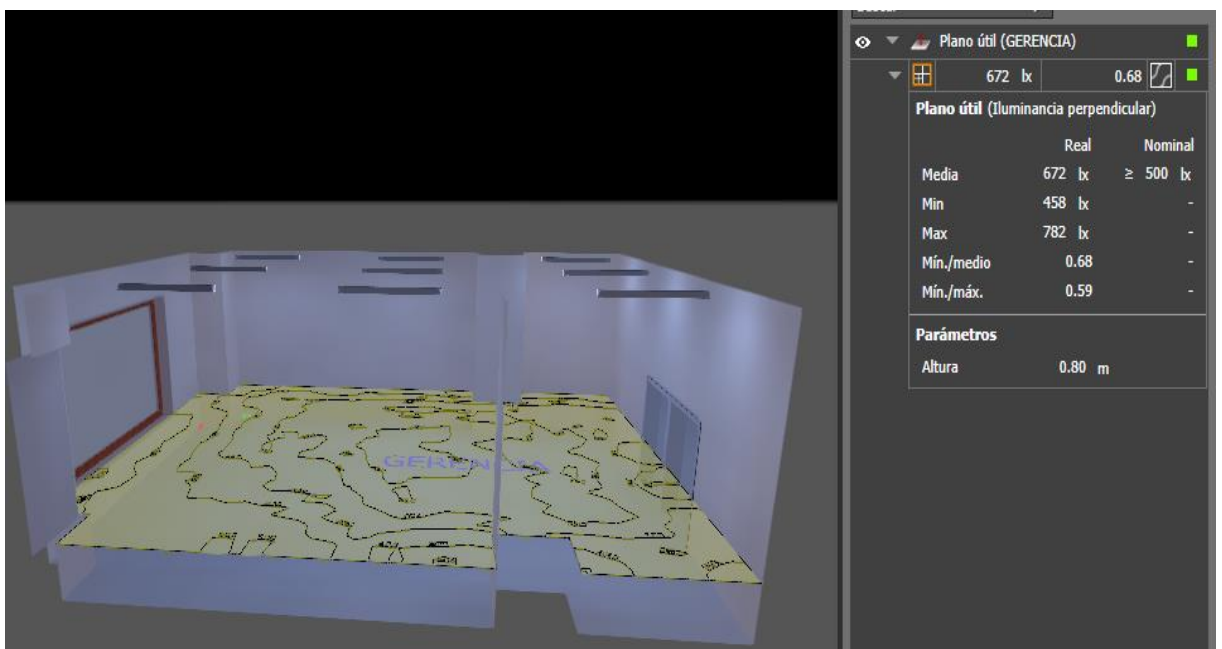 Plano útil (GERENCIA)
672 lx 0.68
Plano útil (Iluminancia perpendicular)
Real Nominal
Media 672 lx ≥ 500 lx
Min 458 lx -
Max 782 lx -
Mín./medio 0.68 -
Mín./máx. 0.59 -
Parámetros
Altura 0.80 m
GERENCIA